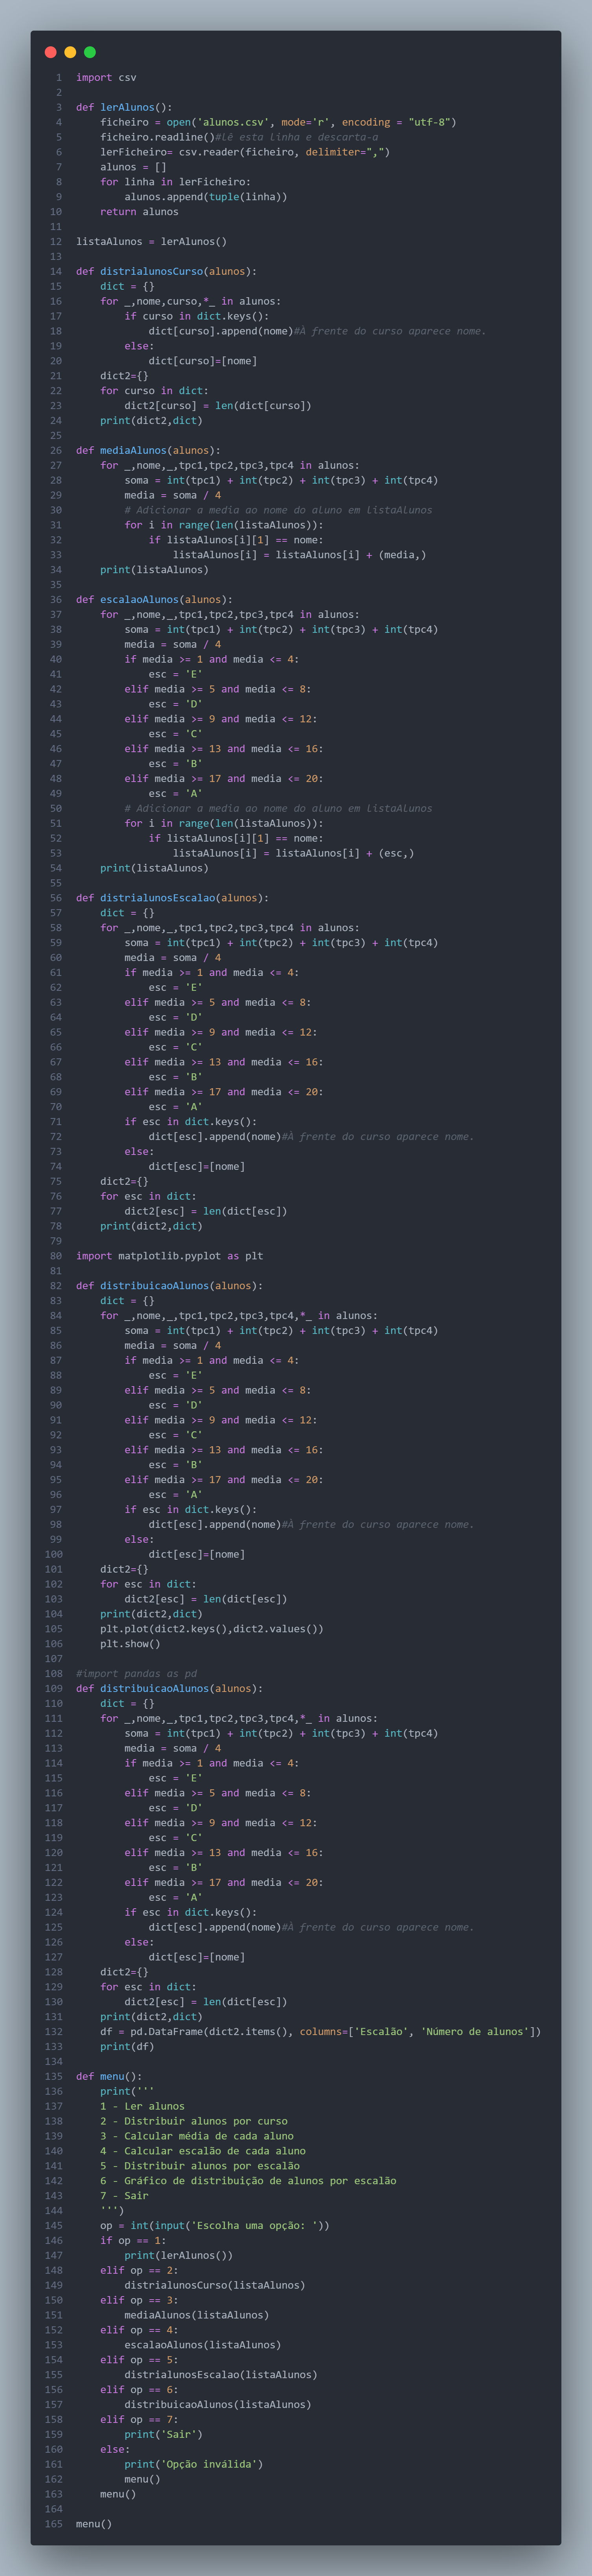 1 import csv
2
3 def lerAlunos():
4     ficheiro = open('alunos.csv', mode='r', encoding = "utf-8")
5     ficheiro.readline()#lê esta linha e descarta-a
6     lerFicheiro= csv.reader(ficheiro, delimiter=",")
7     alunos = []
8     for linha in lerFicheiro:
9         alunos.append(tuple(linha))
10     return alunos
11
12 listaAlunos = lerAlunos()
13
14 def distrialunosCurso(alunos):
15     dict = {}
16     for _,nome,curso,*_ in alunos:
17         if curso in dict.keys():
18             dict[curso].append(nome)#À frente do curso aparece nome.
19         else:
20             dict[curso]=[nome]
21     dict2={}
22     for curso in dict:
23         dict2[curso] = len(dict[curso])
24     print(dict2,dict)
25
26 def mediaAlunos(alunos):
27     for _,nome,_,tpc1,tpc2,tpc3,tpc4 in alunos:
28         soma = int(tpc1) + int(tpc2) + int(tpc3) + int(tpc4)
29         media = soma / 4
30         # Adicionar a media ao nome do aluno em listaAlunos
31         for i in range(len(listaAlunos)):
32             if listaAlunos[i][1] == nome:
33                 listaAlunos[i] = listaAlunos[i] + (media,)
34     print(listaAlunos)
35
36 def escalaoAlunos(alunos):
37     for _,nome,_,tpc1,tpc2,tpc3,tpc4 in alunos:
38         soma = int(tpc1) + int(tpc2) + int(tpc3) + int(tpc4)
39         media = soma / 4
40         if media >= 1 and media <= 4:
41             esc = 'E'
42         elif media >= 5 and media <= 8:
43             esc = 'D'
44         elif media >= 9 and media <= 12:
45             esc = 'C'
46         elif media >= 13 and media <= 16:
47             esc = 'B'
48         elif media >= 17 and media <= 20:
49             esc = 'A'
50         # Adicionar a media ao nome do aluno em listaAlunos
51         for i in range(len(listaAlunos)):
52             if listaAlunos[i][1] == nome:
53                 listaAlunos[i] = listaAlunos[i] + (esc,)
54     print(listaAlunos)
55
56 def distrialunosEscalao(alunos):
57     dict = {}
58     for _,nome,_,tpc1,tpc2,tpc3,tpc4 in alunos:
59         soma = int(tpc1) + int(tpc2) + int(tpc3) + int(tpc4)
60         media = soma / 4
61         if media >= 1 and media <= 4:
62             esc = 'E'
63         elif media >= 5 and media <= 8:
64             esc = 'D'
65         elif media >= 9 and media <= 12:
66             esc = 'C'
67         elif media >= 13 and media <= 16:
68             esc = 'B'
69         elif media >= 17 and media <= 20:
70             esc = 'A'
71         if esc in dict.keys():
72             dict[esc].append(nome)#À frente do curso aparece nome.
73         else:
74             dict[esc]=[nome]
75     dict2={}
76     for esc in dict:
77         dict2[esc] = len(dict[esc])
78     print(dict2,dict)
79
80 import matplotlib.pyplot as plt
81
82 def distribuicaoAlunos(alunos):
83     dict = {}
84     for _,nome,_,tpc1,tpc2,tpc3,tpc4,*_ in alunos:
85         soma = int(tpc1) + int(tpc2) + int(tpc3) + int(tpc4)
86         media = soma / 4
87         if media >= 1 and media <= 4:
88             esc = 'E'
89         elif media >= 5 and media <= 8:
90             esc = 'D'
91         elif media >= 9 and media <= 12:
92             esc = 'C'
93         elif media >= 13 and media <= 16:
94             esc = 'B'
95         elif media >= 17 and media <= 20:
96             esc = 'A'
97         if esc in dict.keys():
98             dict[esc].append(nome)#À frente do curso aparece nome.
99         else:
100             dict[esc]=[nome]
101     dict2={}
102     for esc in dict:
103         dict2[esc] = len(dict[esc])
104     print(dict2,dict)
105     plt.plot(dict2.keys(),dict2.values())
106     plt.show()
107
108 #import pandas as pd
109 def distribuicaoAlunos(alunos):
110     dict = {}
111     for _,nome,_,tpc1,tpc2,tpc3,tpc4,*_ in alunos:
112         soma = int(tpc1) + int(tpc2) + int(tpc3) + int(tpc4)
113         media = soma / 4
114         if media >= 1 and media <= 4:
115             esc = 'E'
116         elif media >= 5 and media <= 8:
117             esc = 'D'
118         elif media >= 9 and media <= 12:
119             esc = 'C'
120         elif media >= 13 and media <= 16:
121             esc = 'B'
122         elif media >= 17 and media <= 20:
123             esc = 'A'
124         if esc in dict.keys():
125             dict[esc].append(nome)#À frente do curso aparece nome.
126         else:
127             dict[esc]=[nome]
128     dict2={}
129     for esc in dict:
130         dict2[esc] = len(dict[esc])
131     print(dict2,dict)
132     df = pd.DataFrame(dict2.items(), columns=['Escalão', 'Número de alunos'])
133     print(df)
134
135 def menu():
136     print('''
137     1 - Ler alunos
138     2 - Distribuir alunos por curso
139     3 - Calcular média de cada aluno
140     4 - Calcular escalão de cada aluno
141     5 - Distribuir alunos por escalão
142     6 - Gráfico de distribuição de alunos por escalão
143     7 - Sair
144     ''')
145     op = int(input('Escolha uma opção: '))
146     if op == 1:
147         print(lerAlunos())
148     elif op == 2:
149         distrialunosCurso(listaAlunos)
150     elif op == 3:
151         mediaAlunos(listaAlunos)
152     elif op == 4:
153         escalaoAlunos(listaAlunos)
154     elif op == 5:
155         distrialunosEscalao(listaAlunos)
156     elif op == 6:
157         distribuicaoAlunos(listaAlunos)
158     elif op == 7:
159         print('Sair')
160     else:
161         print('Opção inválida')
162         menu()
163     menu()
164
165 menu()